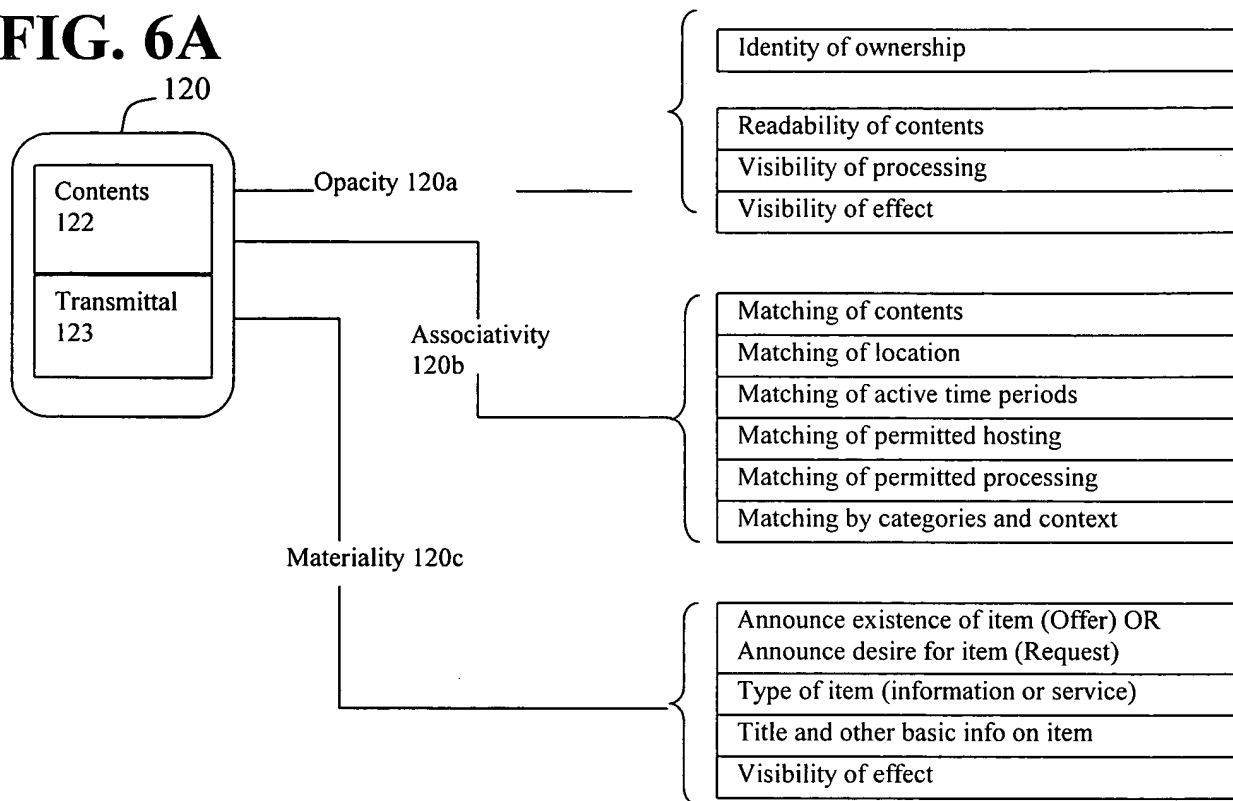 FIG. 6A
120
Contents
122
Transmittal
123
Opacity 120a
Associativity
120b
Materiality 120c
Identity of ownership
Readability of contents
Visibility of processing
Visibility of effect
Matching of contents
Matching of location
Matching of active time periods
Matching of permitted hosting
Matching of permitted processing
Matching by categories and context
Announce existence of item (Offer) OR
Announce desire for item (Request)
Type of item (information or service)
Title and other basic info on item
Visibility of effect